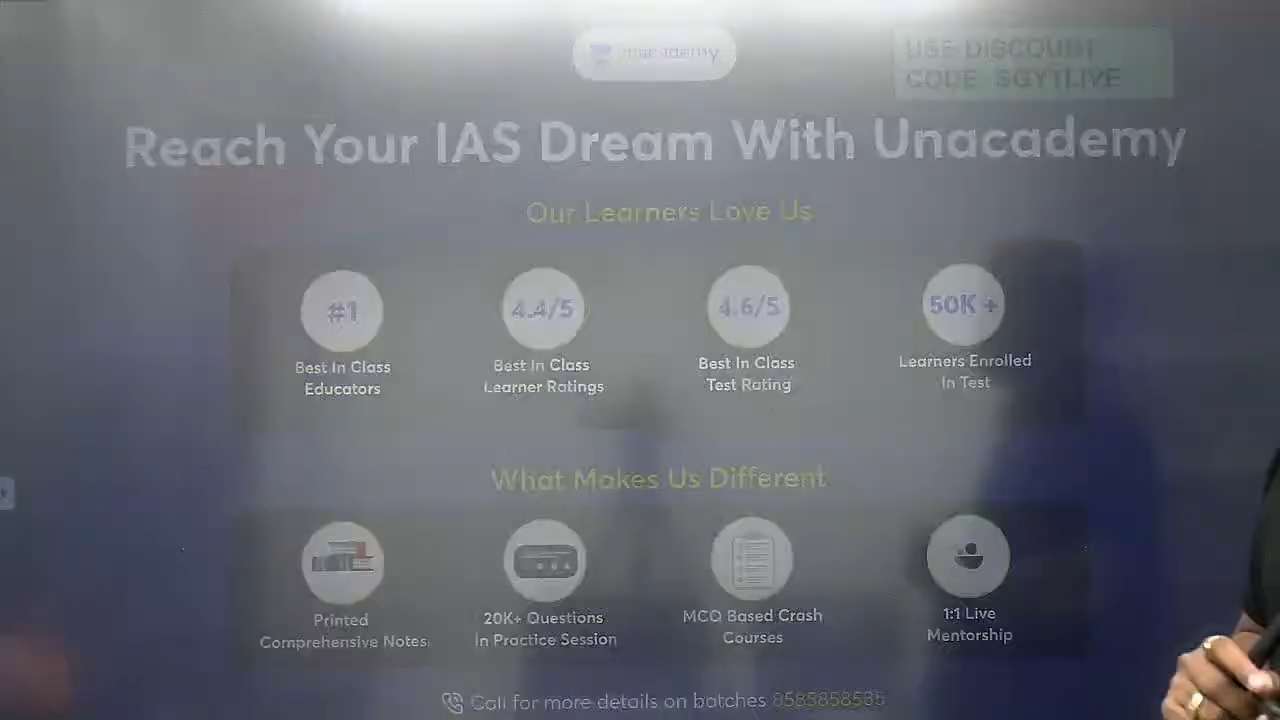 unacademy
USE DISCOUNT
CODE SGYTLIVE
Reach Your IAS Dream With Unacademy
Our Learners Love Us
#1
4.4/5
4.6/5
50K +
Best In Class
Educators
Best In Class
Learner Ratings
Best In Class
Test Rating
Learners Enrolled
In Test
What Makes Us Different
Printed
Comprehensive Notes
20K+ Questions
In Practice Session
MCQ Based Crash
Courses
1:1 Live
Mentorship
Call for more details on batches 8585858585